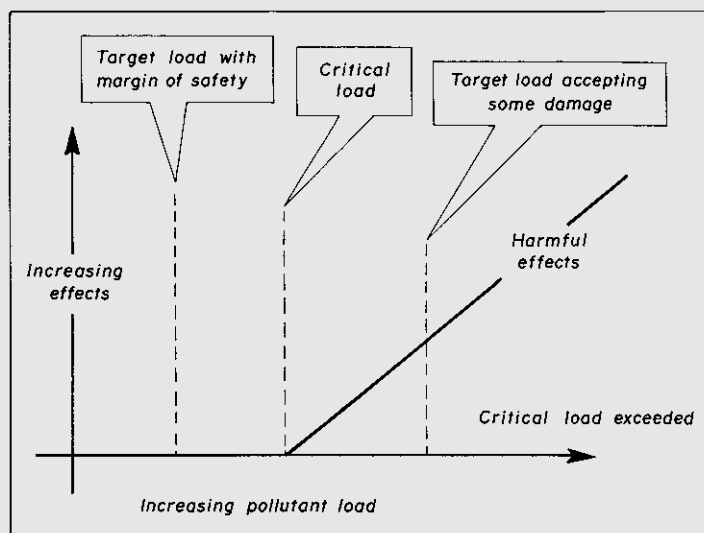 Target load with
margin of safety
Critical
load
Target load accepting
some damage
Harmful
effects
Increasing
effects
Critical load exceeded
Increasing pollutant load